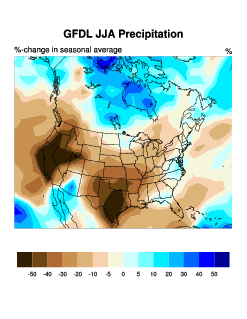 GFDL JJA Precipitation
%-change in seasonal average %
-50 -40 -30 -20 -10 -5 0 5 10 20 30 40 50